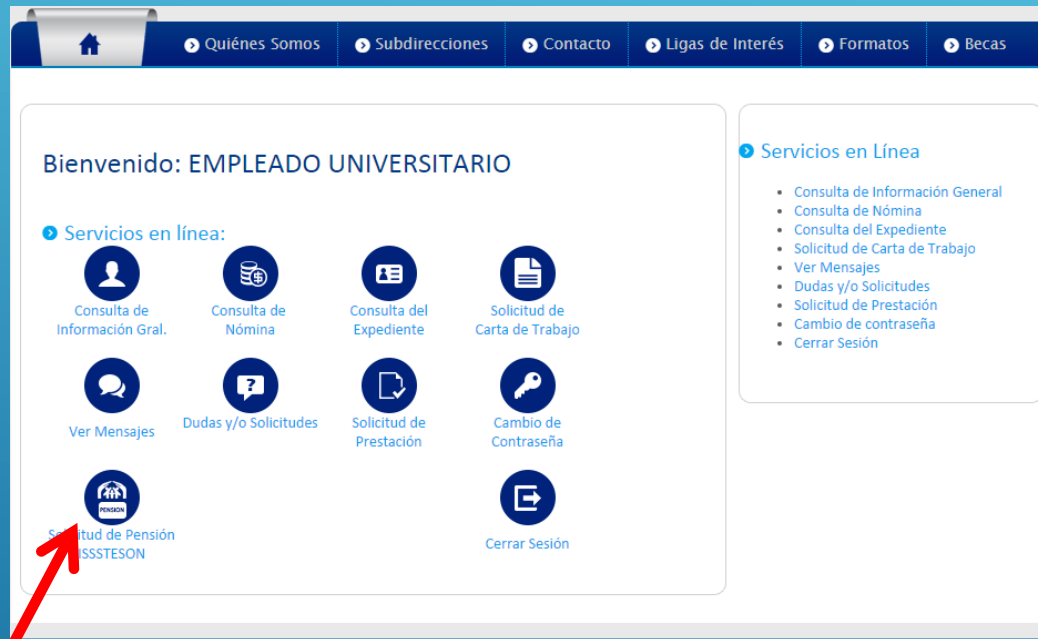 Quiénes Somos
Subdirecciones
Contacto
Ligas de Interés
Formatos
Becas
Bienvenido: EMPLEADO UNIVERSITARIO
Servicios en línea:
Consulta de
Información Gral.
Consulta de
Nómina
Consulta del
Expediente
Solicitud de
Carta de Trabajo
Ver Mensajes
Dudas y/o Solicitudes
Solicitud de
Prestación
Cambio de
Contraseña
PENSION
Solicitud de Pensión
ISSSTESON
Cerrar Sesión
Servicios en Línea
Consulta de Información General
Consulta de Nómina
Consulta del Expediente
Solicitud de Carta de Trabajo
Ver Mensajes
Dudas y/o Solicitudes
Solicitud de Prestación
Cambio de contraseña
Cerrar Sesión